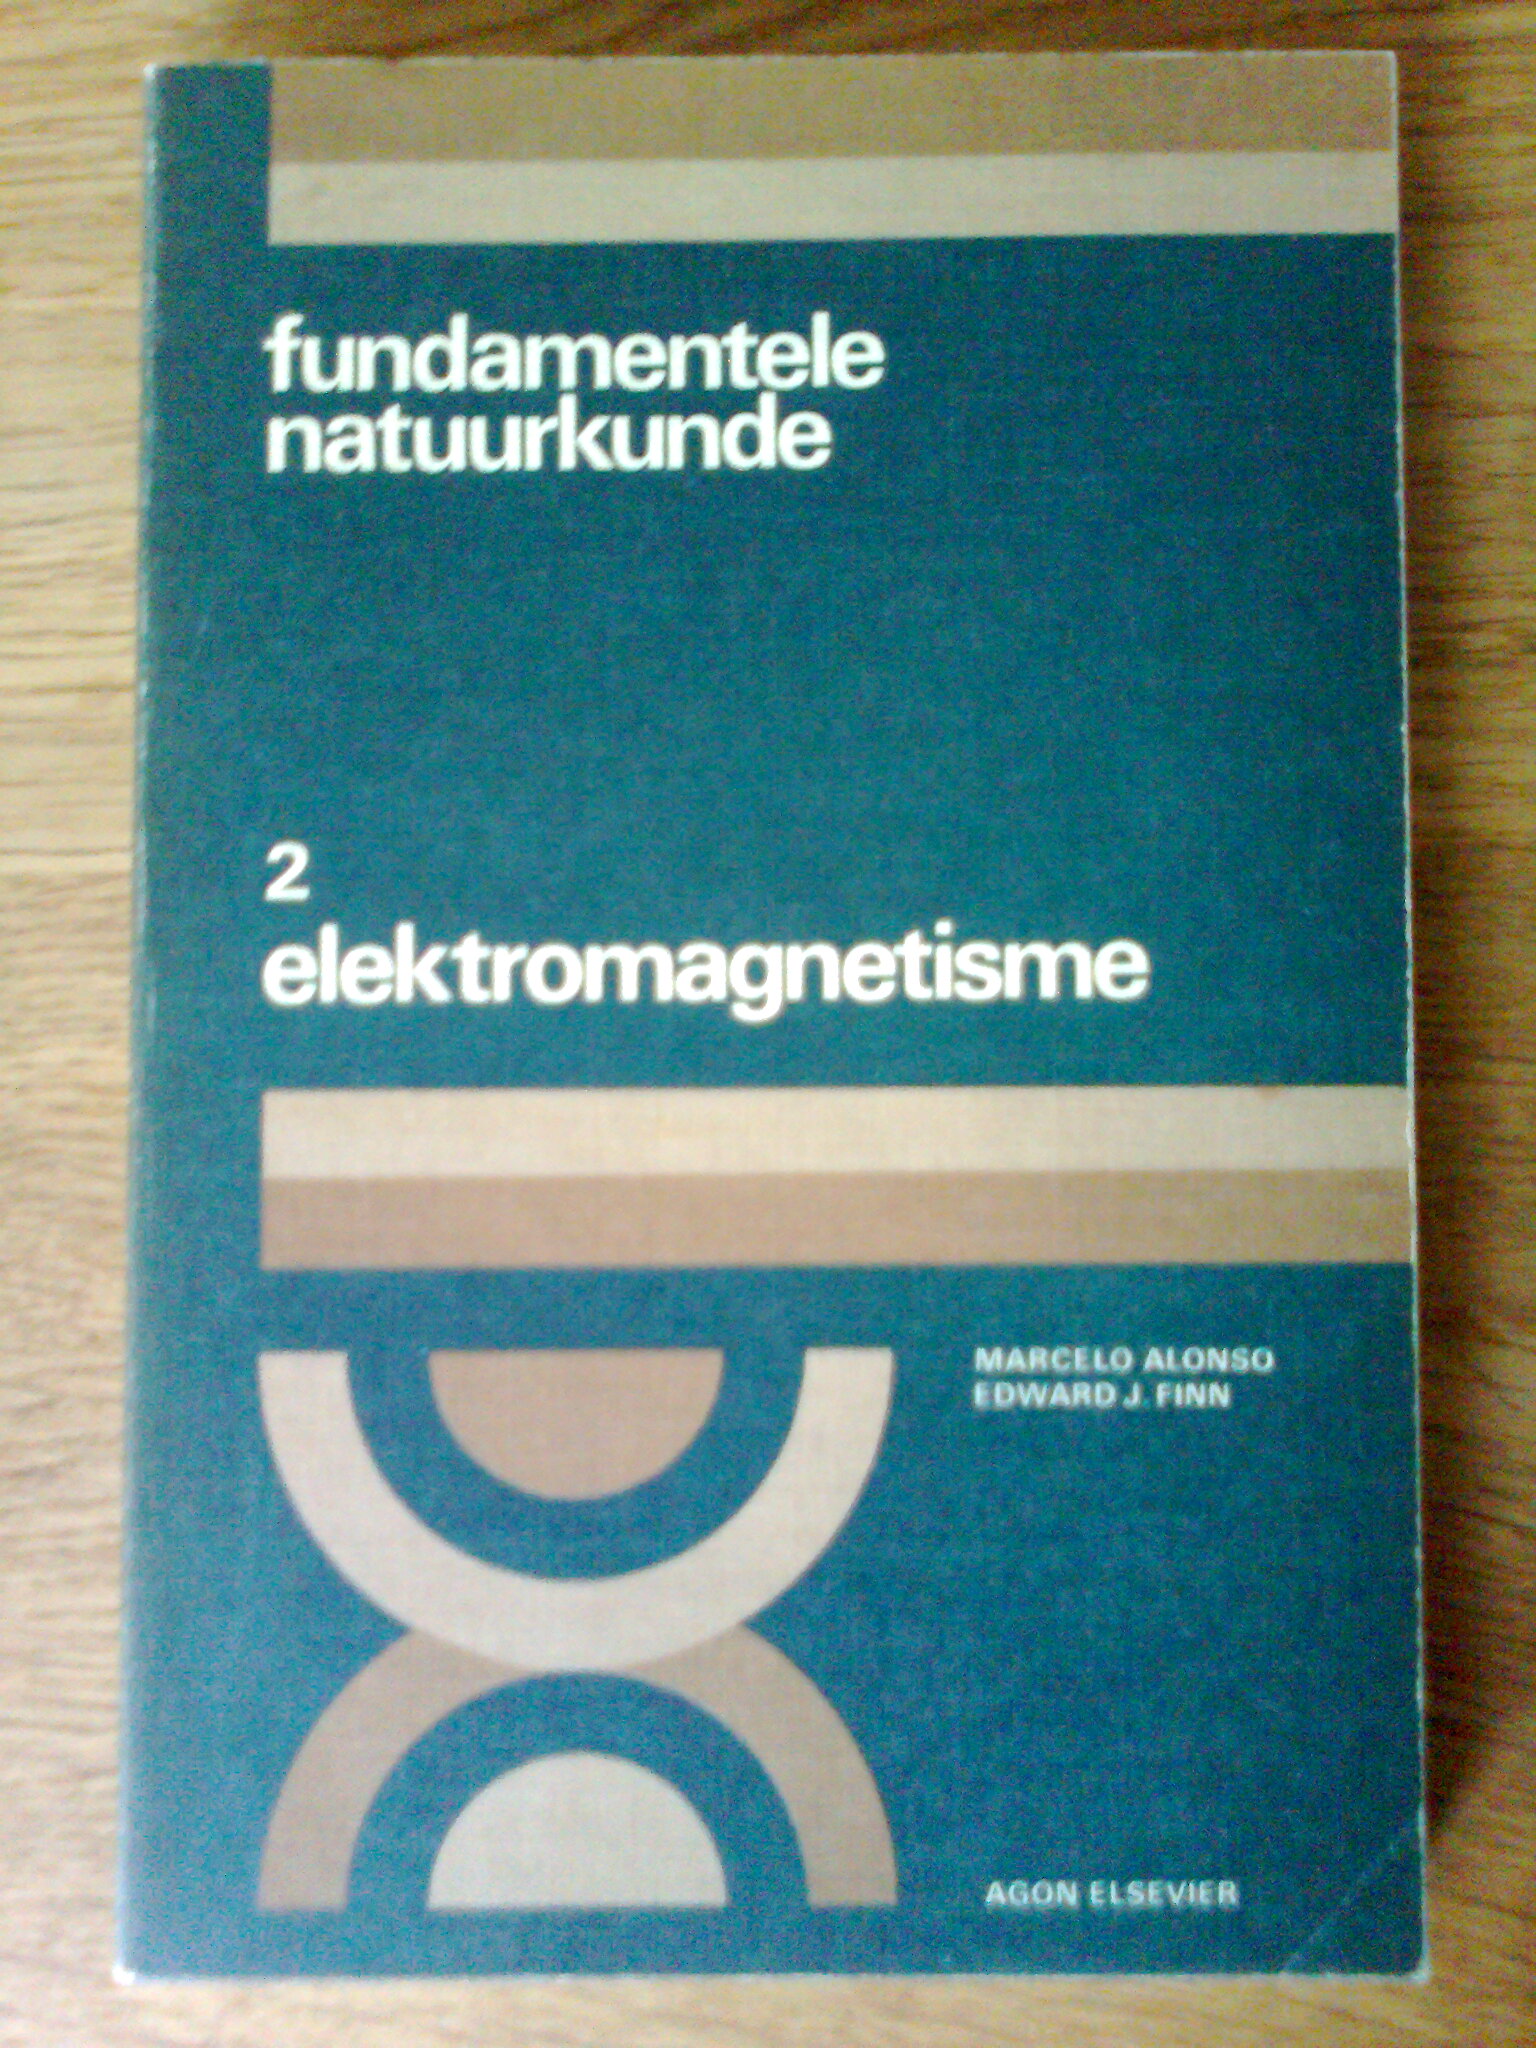 fundamentele
natuurkunde
2
elektromagnetisme
MARCELO ALONSO
EDWARD J. FINN
AGON ELSEVIER